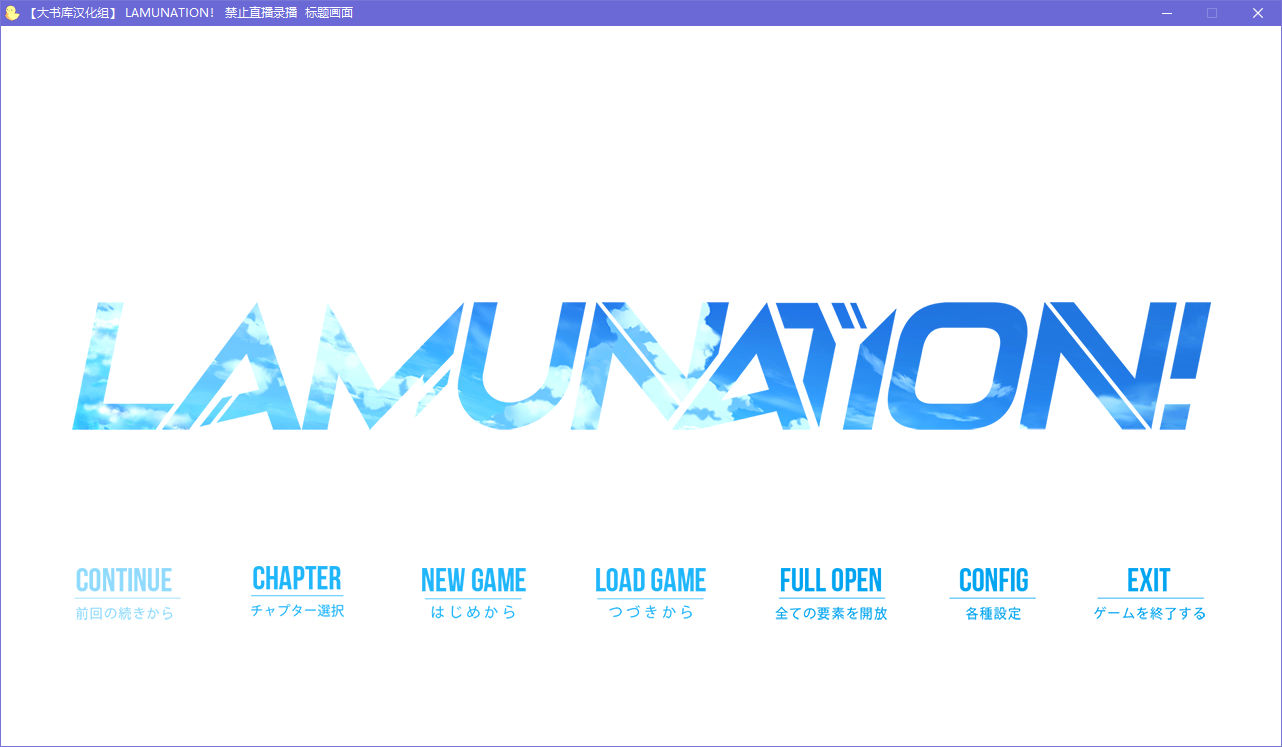 【大书库汉化组】 LAMUNATION! 禁止直播录播 标题画面
LAMUNATION!
CONTINUE
前回の続きから
CHAPTER
チャプター選択
NEW GAME
はじめから
LOAD GAME
つづきから
FULL OPEN
全ての要素を開放
CONFIG
各種設定
EXIT
ゲームを終了する